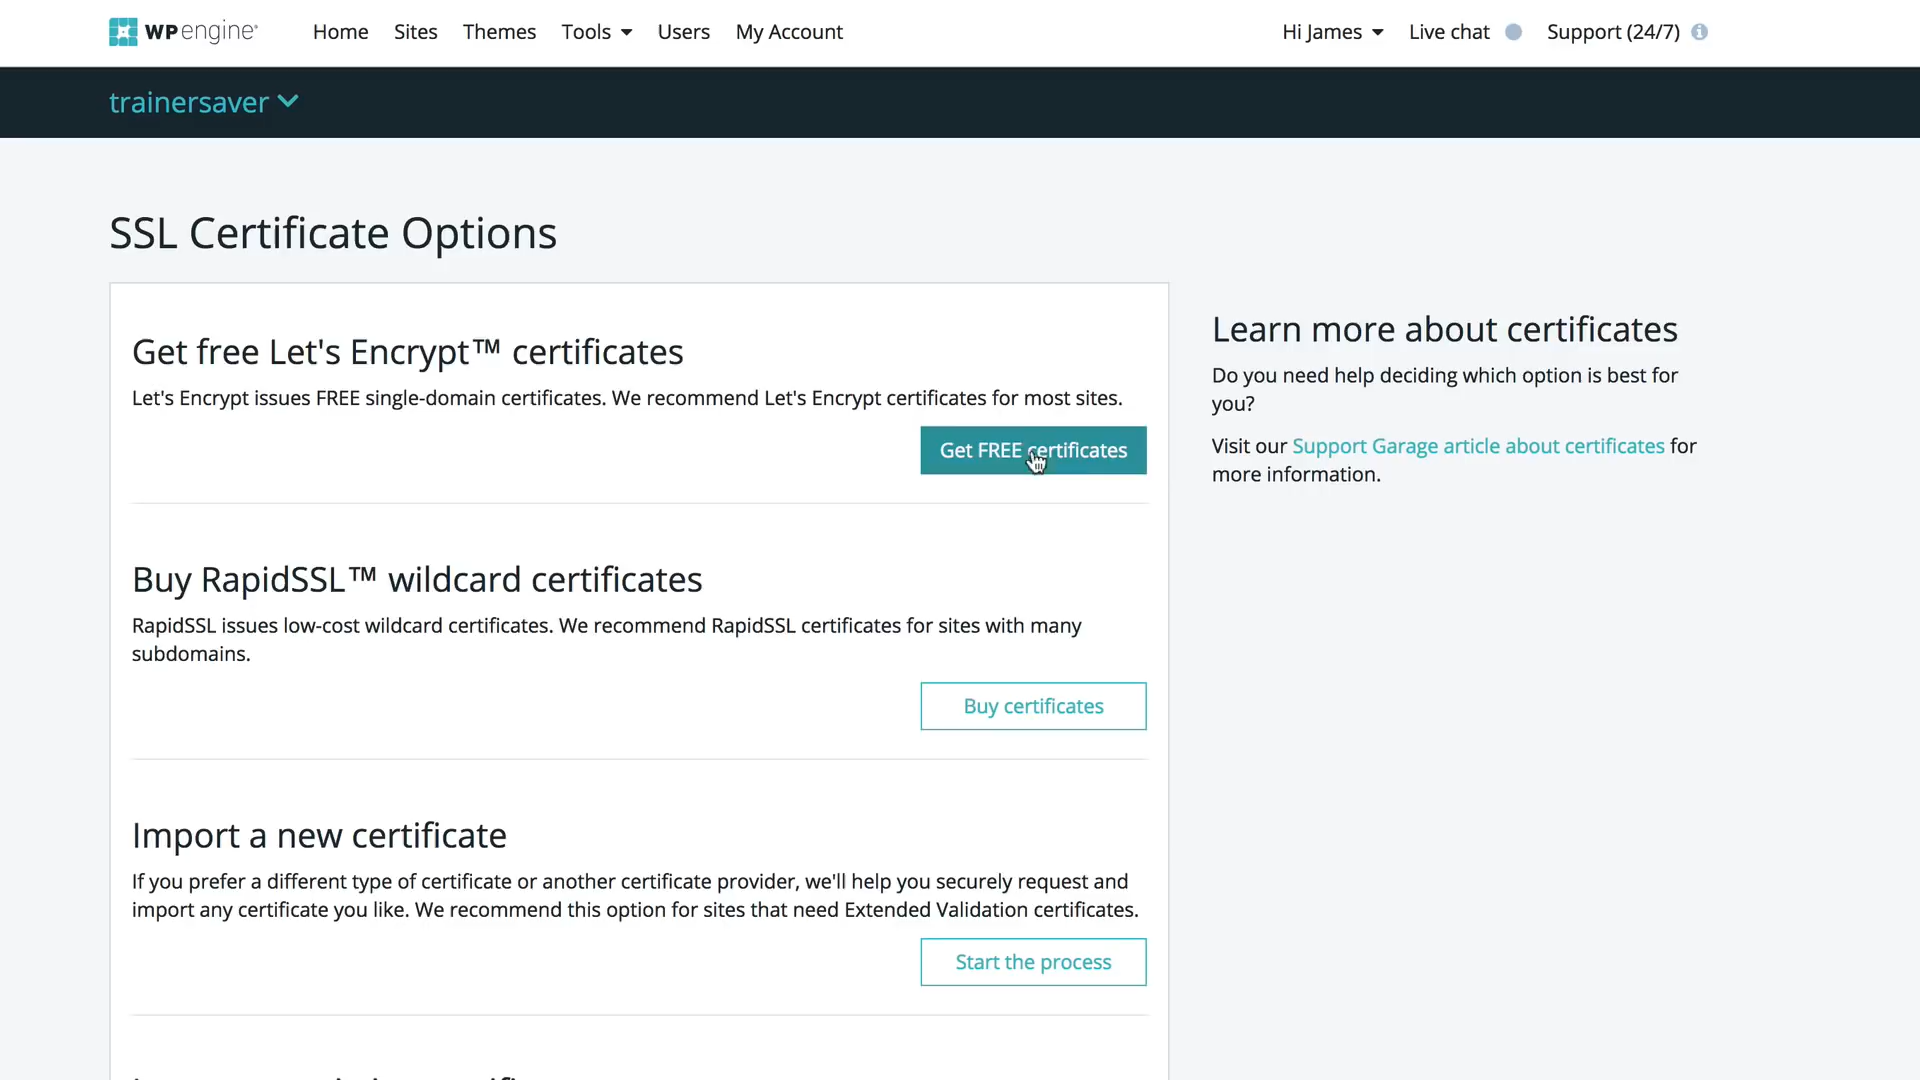 WP engine®
Home Sites Themes Tools Users My Account
Hi James Live chat Support (24/7)
trainersaver
SSL Certificate Options
Get free Let's Encrypt™ certificates
Let's Encrypt issues FREE single-domain certificates. We recommend Let's Encrypt certificates for most sites.
Get FREE certificates
Buy RapidSSL™ wildcard certificates
RapidSSL issues low-cost wildcard certificates. We recommend RapidSSL certificates for sites with many
subdomains.
Buy certificates
Import a new certificate
If you prefer a different type of certificate or another certificate provider, we'll help you securely request and
import any certificate you like. We recommend this option for sites that need Extended Validation certificates.
Start the process
Learn more about certificates
Do you need help deciding which option is best for
you?
Visit our Support Garage article about certificates for
more information.